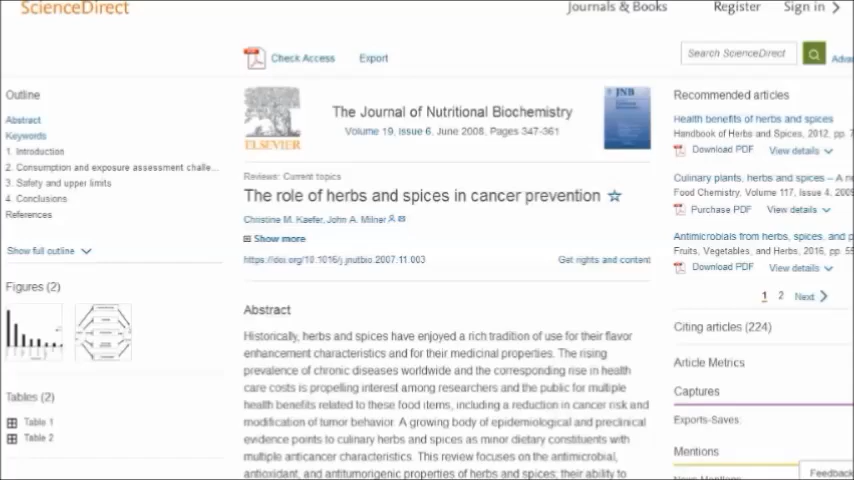 ScienceDirect
Journals & Books
Register
Sign in
Check Access
Export
Search ScienceDirect
Outline
Abstract
Keywords
1. Introduction
2. Consumption and exposure assessment challe...
3. Safety and upper limits
4. Conclusions
References
Show full outline
Figures (2)
Tables (2)
Table 1
Table 2
ELSEVIER
The Journal of Nutritional Biochemistry
Volume 19, Issue 6, June 2008, Pages 347-361
JNB
Reviews: Current topics
The role of herbs and spices in cancer prevention
Christine M. Kaefer, John A. Milner
Show more
https://doi.org/10.1016/j.jnutbio.2007.11.003
Get rights and content
Abstract
Historically, herbs and spices have enjoyed a rich tradition of use for their flavor
enhancement characteristics and for their medicinal properties. The rising
prevalence of chronic diseases worldwide and the corresponding rise in health
care costs is propelling interest among researchers and the public for multiple
health benefits related to these food items, including a reduction in cancer risk and
modification of tumor behavior. A growing body of epidemiological and preclinical
evidence points to culinary herbs and spices as minor dietary constituents with
multiple anticancer characteristics. This review focuses on the antimicrobial,
antioxidant, and antitumorigenic properties of herbs and spices; their ability to
Recommended articles
Health benefits of herbs and spices
Handbook of Herbs and Spices, 2012, pp. 7
Download PDF
View details
Culinary plants, herbs and spices – A ne
Food Chemistry, Volume 117, Issue 4, 2009
Purchase PDF
View details
Antimicrobials from herbs, spices, and p
Fruits, Vegetables, and Herbs, 2016, pp. 55
Download PDF
View details
1 2 Next
Citing articles (224)
Article Metrics
Captures
Exports-Saves:
Mentions
Feedback